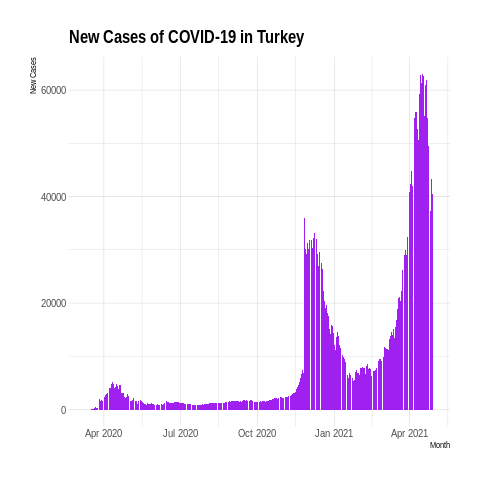 New Cases of COVID-19 in Turkey
New Cases
60000
40000
20000
0
Apr 2020 Jul 2020 Oct 2020 Jan 2021 Apr 2021
Month